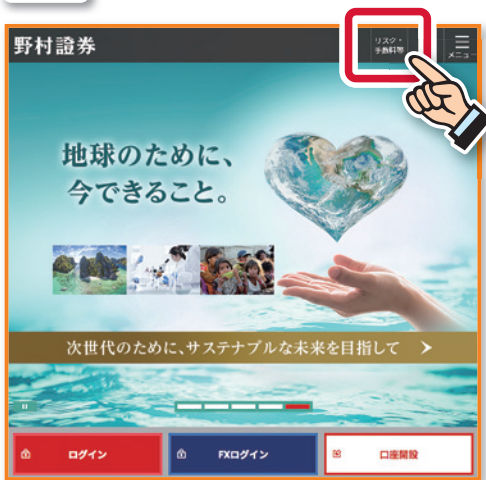 野村證券
リスク・
手数料等
メニュー
地球のために、
今できること。
次世代のために、サステナブルな未来を目指して
ログイン
FXログイン
口座開設